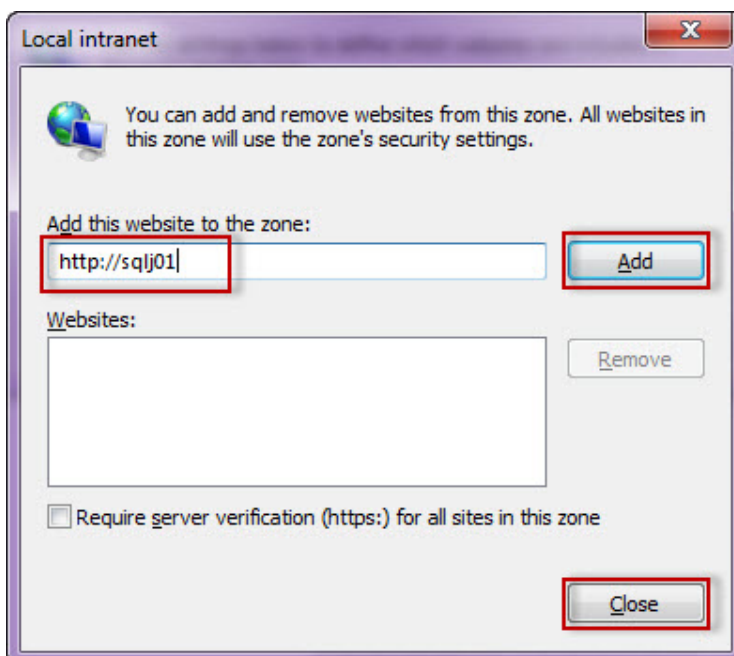 Local intranet
You can add and remove websites from this zone. All websites in
this zone will use the zone's security settings.
Add this website to the zone:
http://sqlj01
Add
Websites:
Remove
Require server verification (https:) for all sites in this zone
Close